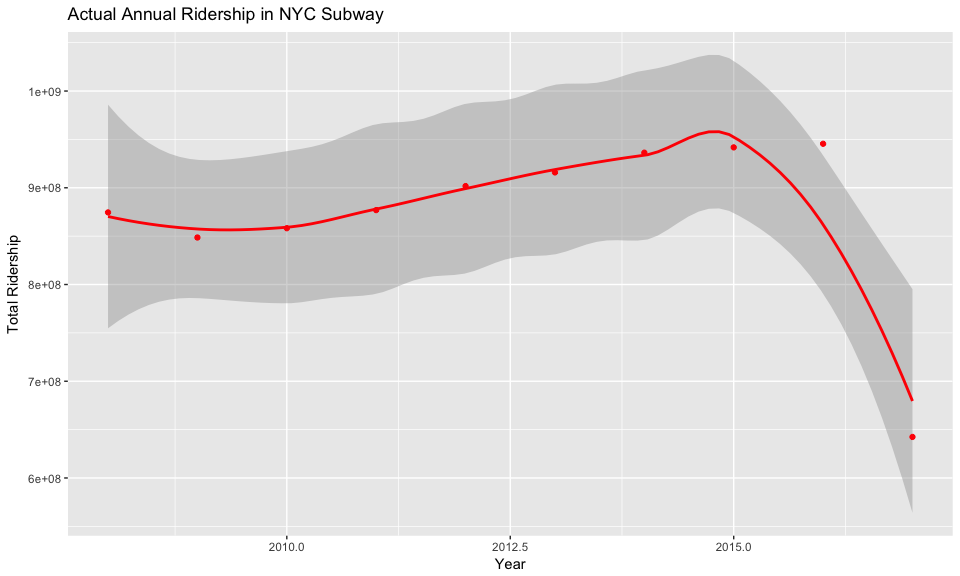 Actual Annual Ridership in NYC Subway
1e+09
9e+08
8e+08
7e+08
6e+08
Total Ridership
2010.0 2012.5 2015.0
Year